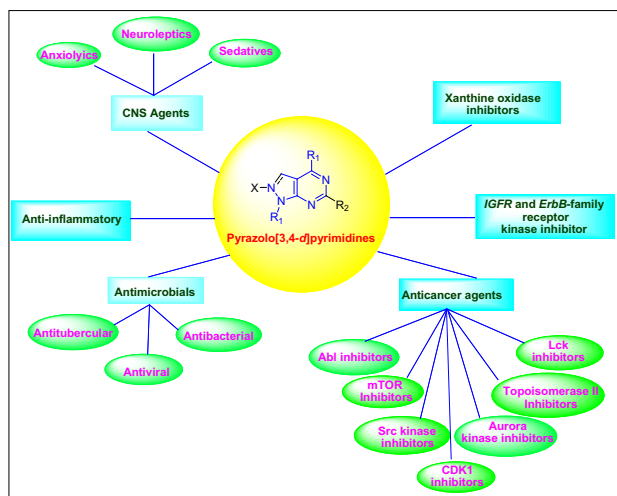 Neuroleptics
Anxiolyics
Sedatives
CNS Agents
Xanthine oxidase
inhibitors
R1
N
X
N
N
N
R1
R2
Pyrazolo[3,4-d]pyrimidines
Anti-inflammatory
IGFR and ErbB-family
receptor
kinase inhibitor
Antimicrobials
Anticancer agents
Antitubercular
Antibacterial
Antiviral
Abl inhibitors
Lck
inhibitors
mTOR
Inhibitors
Topoisomerase II
Inhibitors
Src kinase
inhibitors
Aurora
kinase inhibitors
CDK1
inhibitors